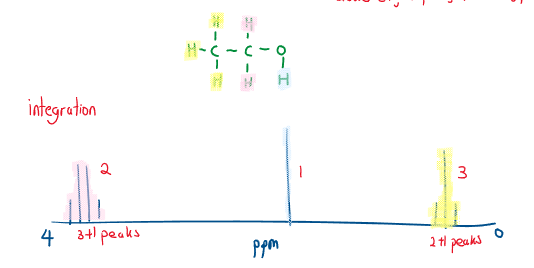 H H
H-C-C-O
H H H
integration
2 1 3
4 3+1 peaks ppm 2+1 peaks 0